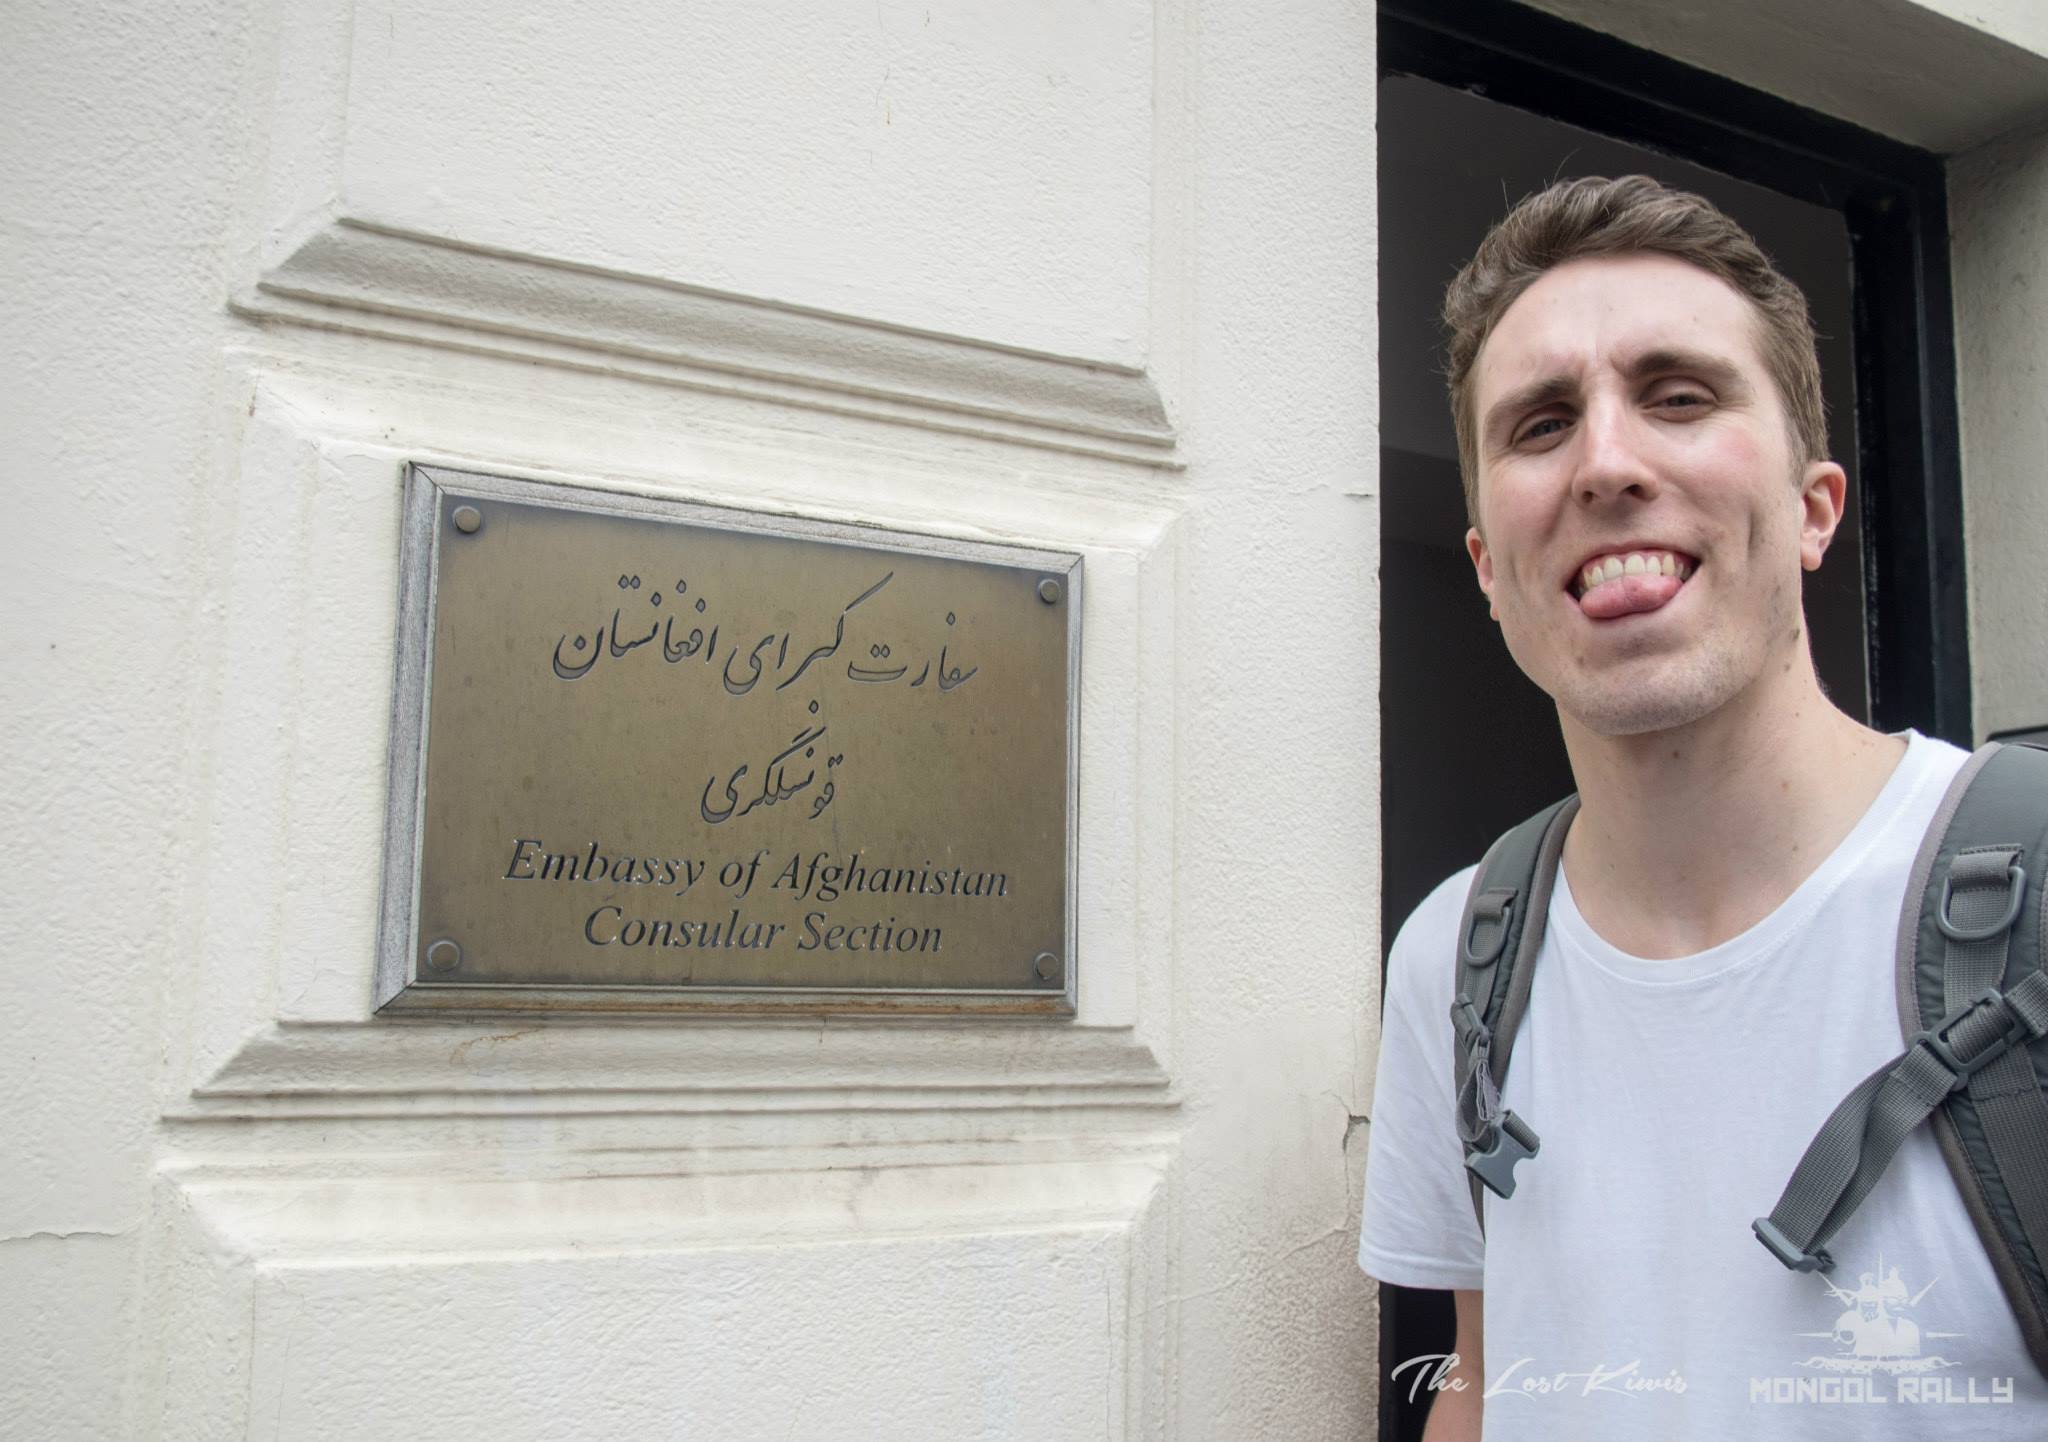 سفارت کبرای افغانستان
قونسلگری
Embassy of Afghanistan
Consular Section
The Lost Kiwis
MONGOL RALLY